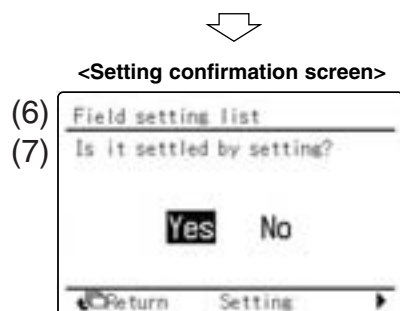 <Setting confirmation screen>
(6) Field setting list
(7) Is it settled by setting?
Yes No
Return Setting